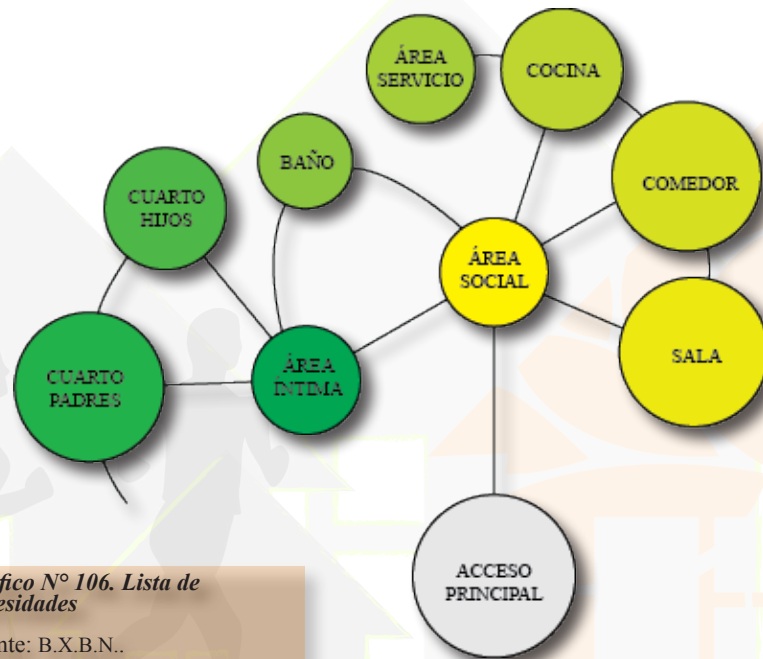 ÁREA
SERVICIO
COCINA
BAÑO
COMEDOR
CUARTO
HIJOS
ÁREA
SOCIAL
SALA
CUARTO
PADRES
ÁREA
ÍNTIMA
ACCESO
PRINCIPAL
fico N° 106. Lista de
esidades
nte: B.X.B.N..